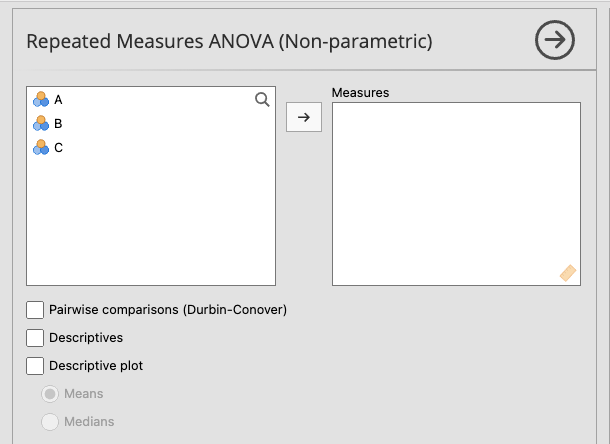 Repeated Measures ANOVA (Non-parametric)
A
B
C
Measures
Pairwise comparisons (Durbin-Conover)
Descriptives
Descriptive plot
Means
Medians